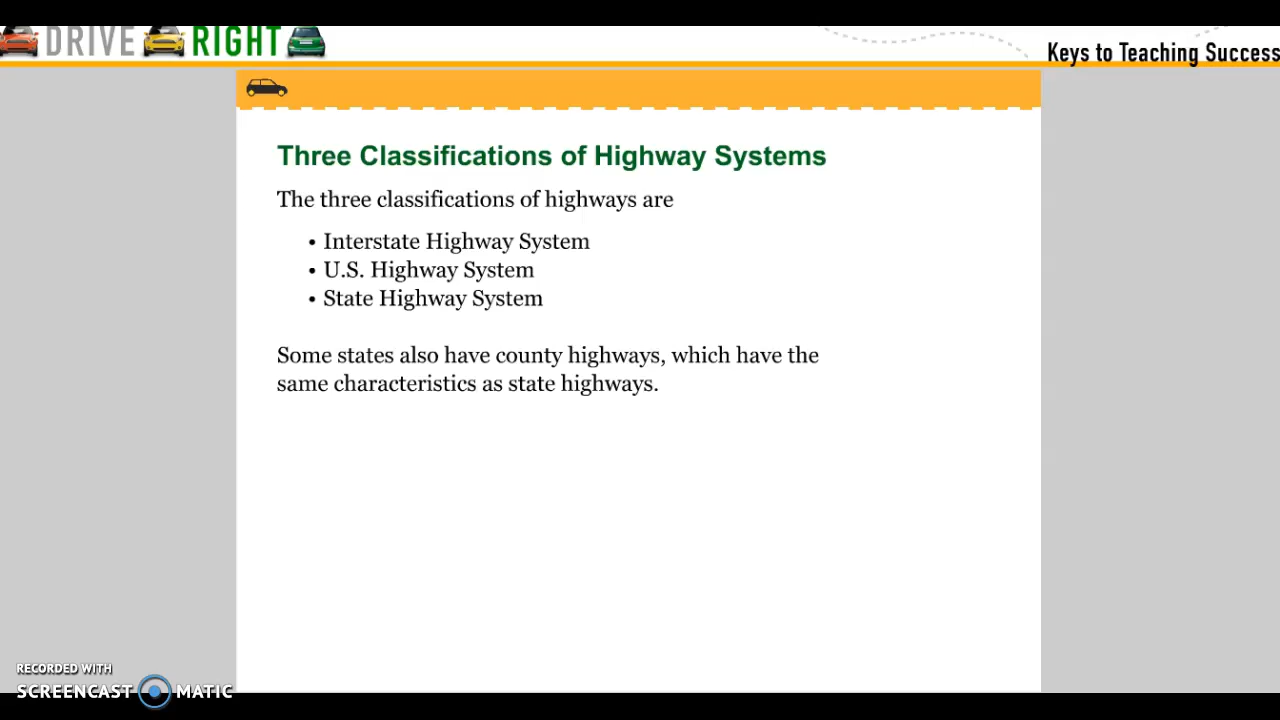 DRIVE RIGHT
Keys to Teaching Success
Three Classifications of Highway Systems
The three classifications of highways are
• Interstate Highway System
• U.S. Highway System
• State Highway System
Some states also have county highways, which have the
same characteristics as state highways.
RECORDED WITH
SCREENCAST MATIC